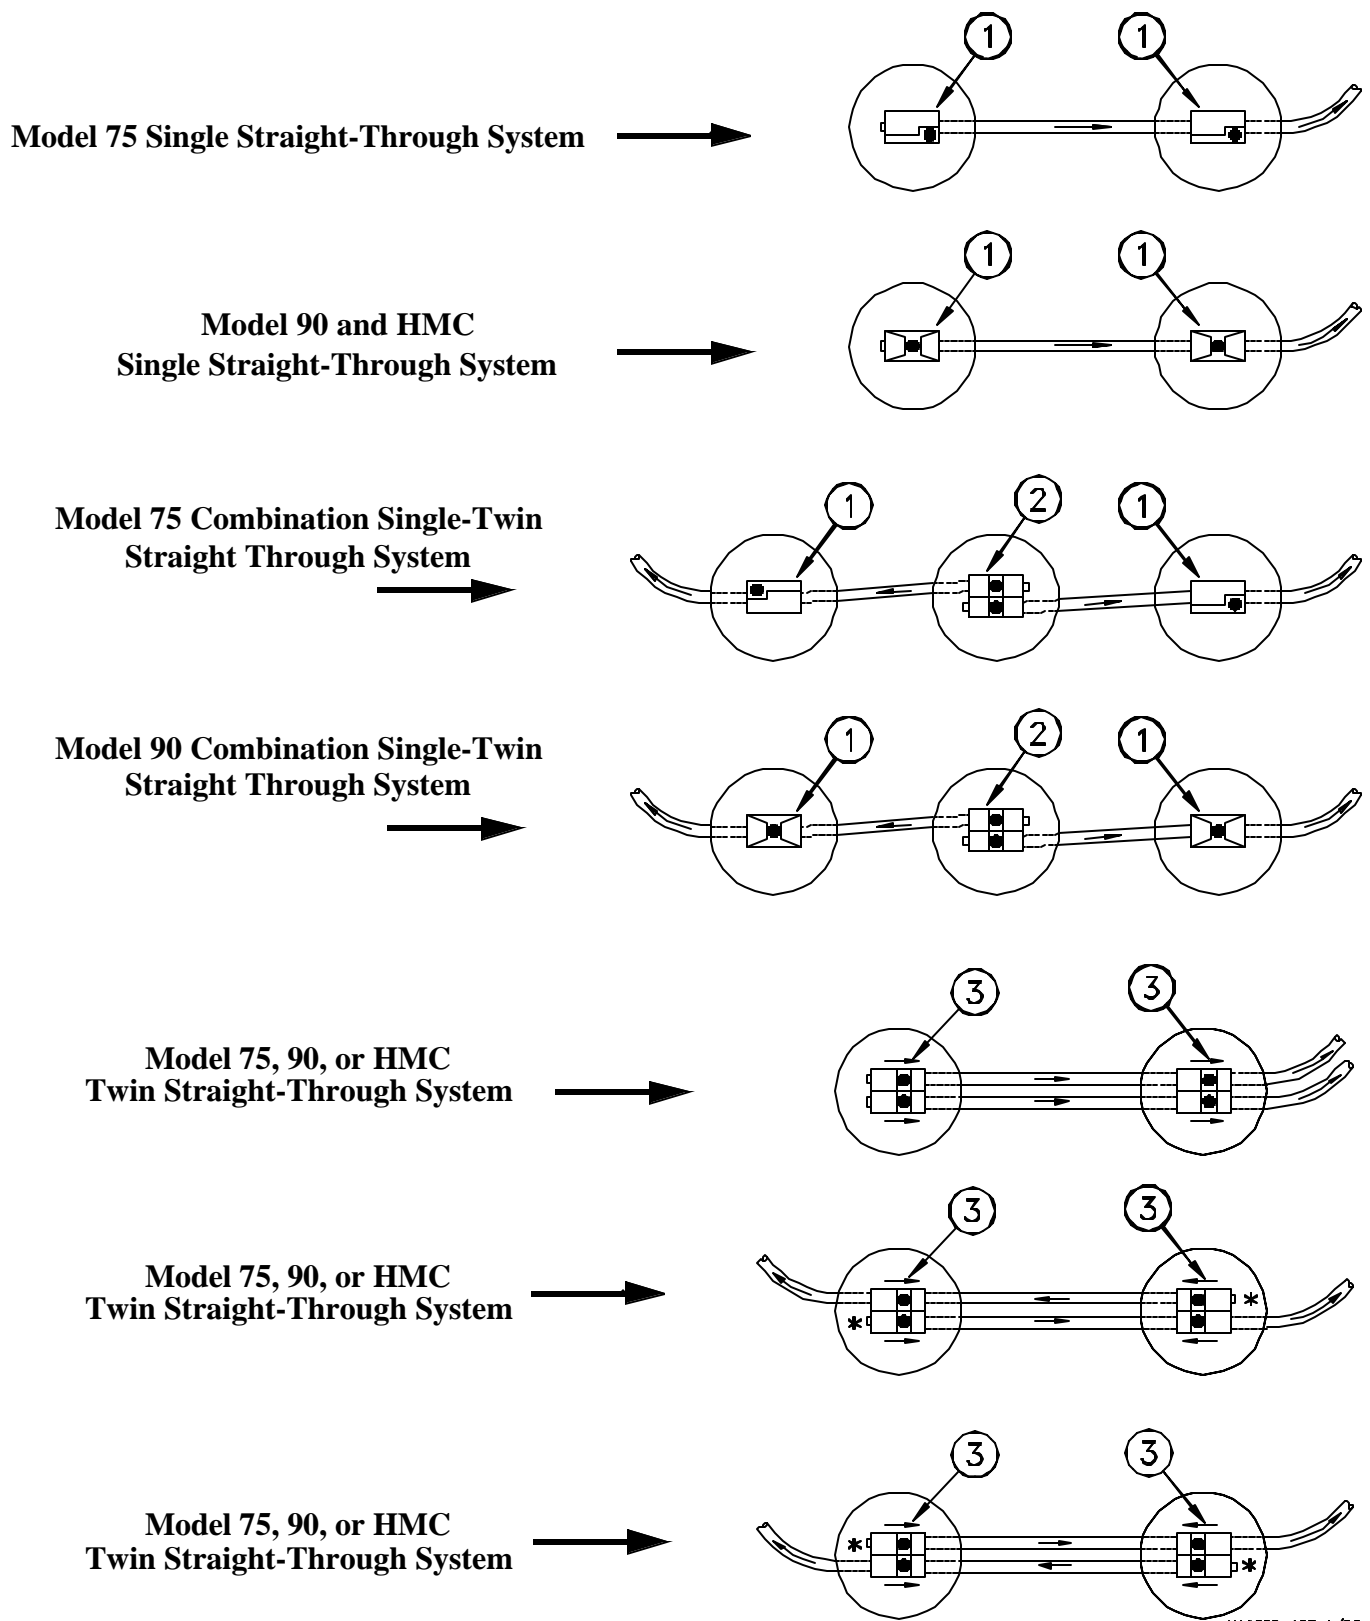 1 1
Model 75 Single Straight-Through System
1 1
Model 90 and HMC
Single Straight-Through System
1 2 1
Model 75 Combination Single-Twin
Straight Through System
1 2 1
Model 90 Combination Single-Twin
Straight Through System
3 3
Model 75, 90, or HMC
Twin Straight-Through System
3 3
Model 75, 90, or HMC
Twin Straight-Through System
*
*
3 3
Model 75, 90, or HMC
Twin Straight-Through System
*
*